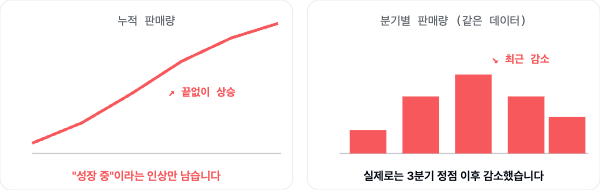 누적 판매량
↗ 끝없이 상승
"성장 중"이라는 인상만 남습니다
분기별 판매량 (같은 데이터)
↘ 최근 감소
실제로는 3분기 정점 이후 감소했습니다